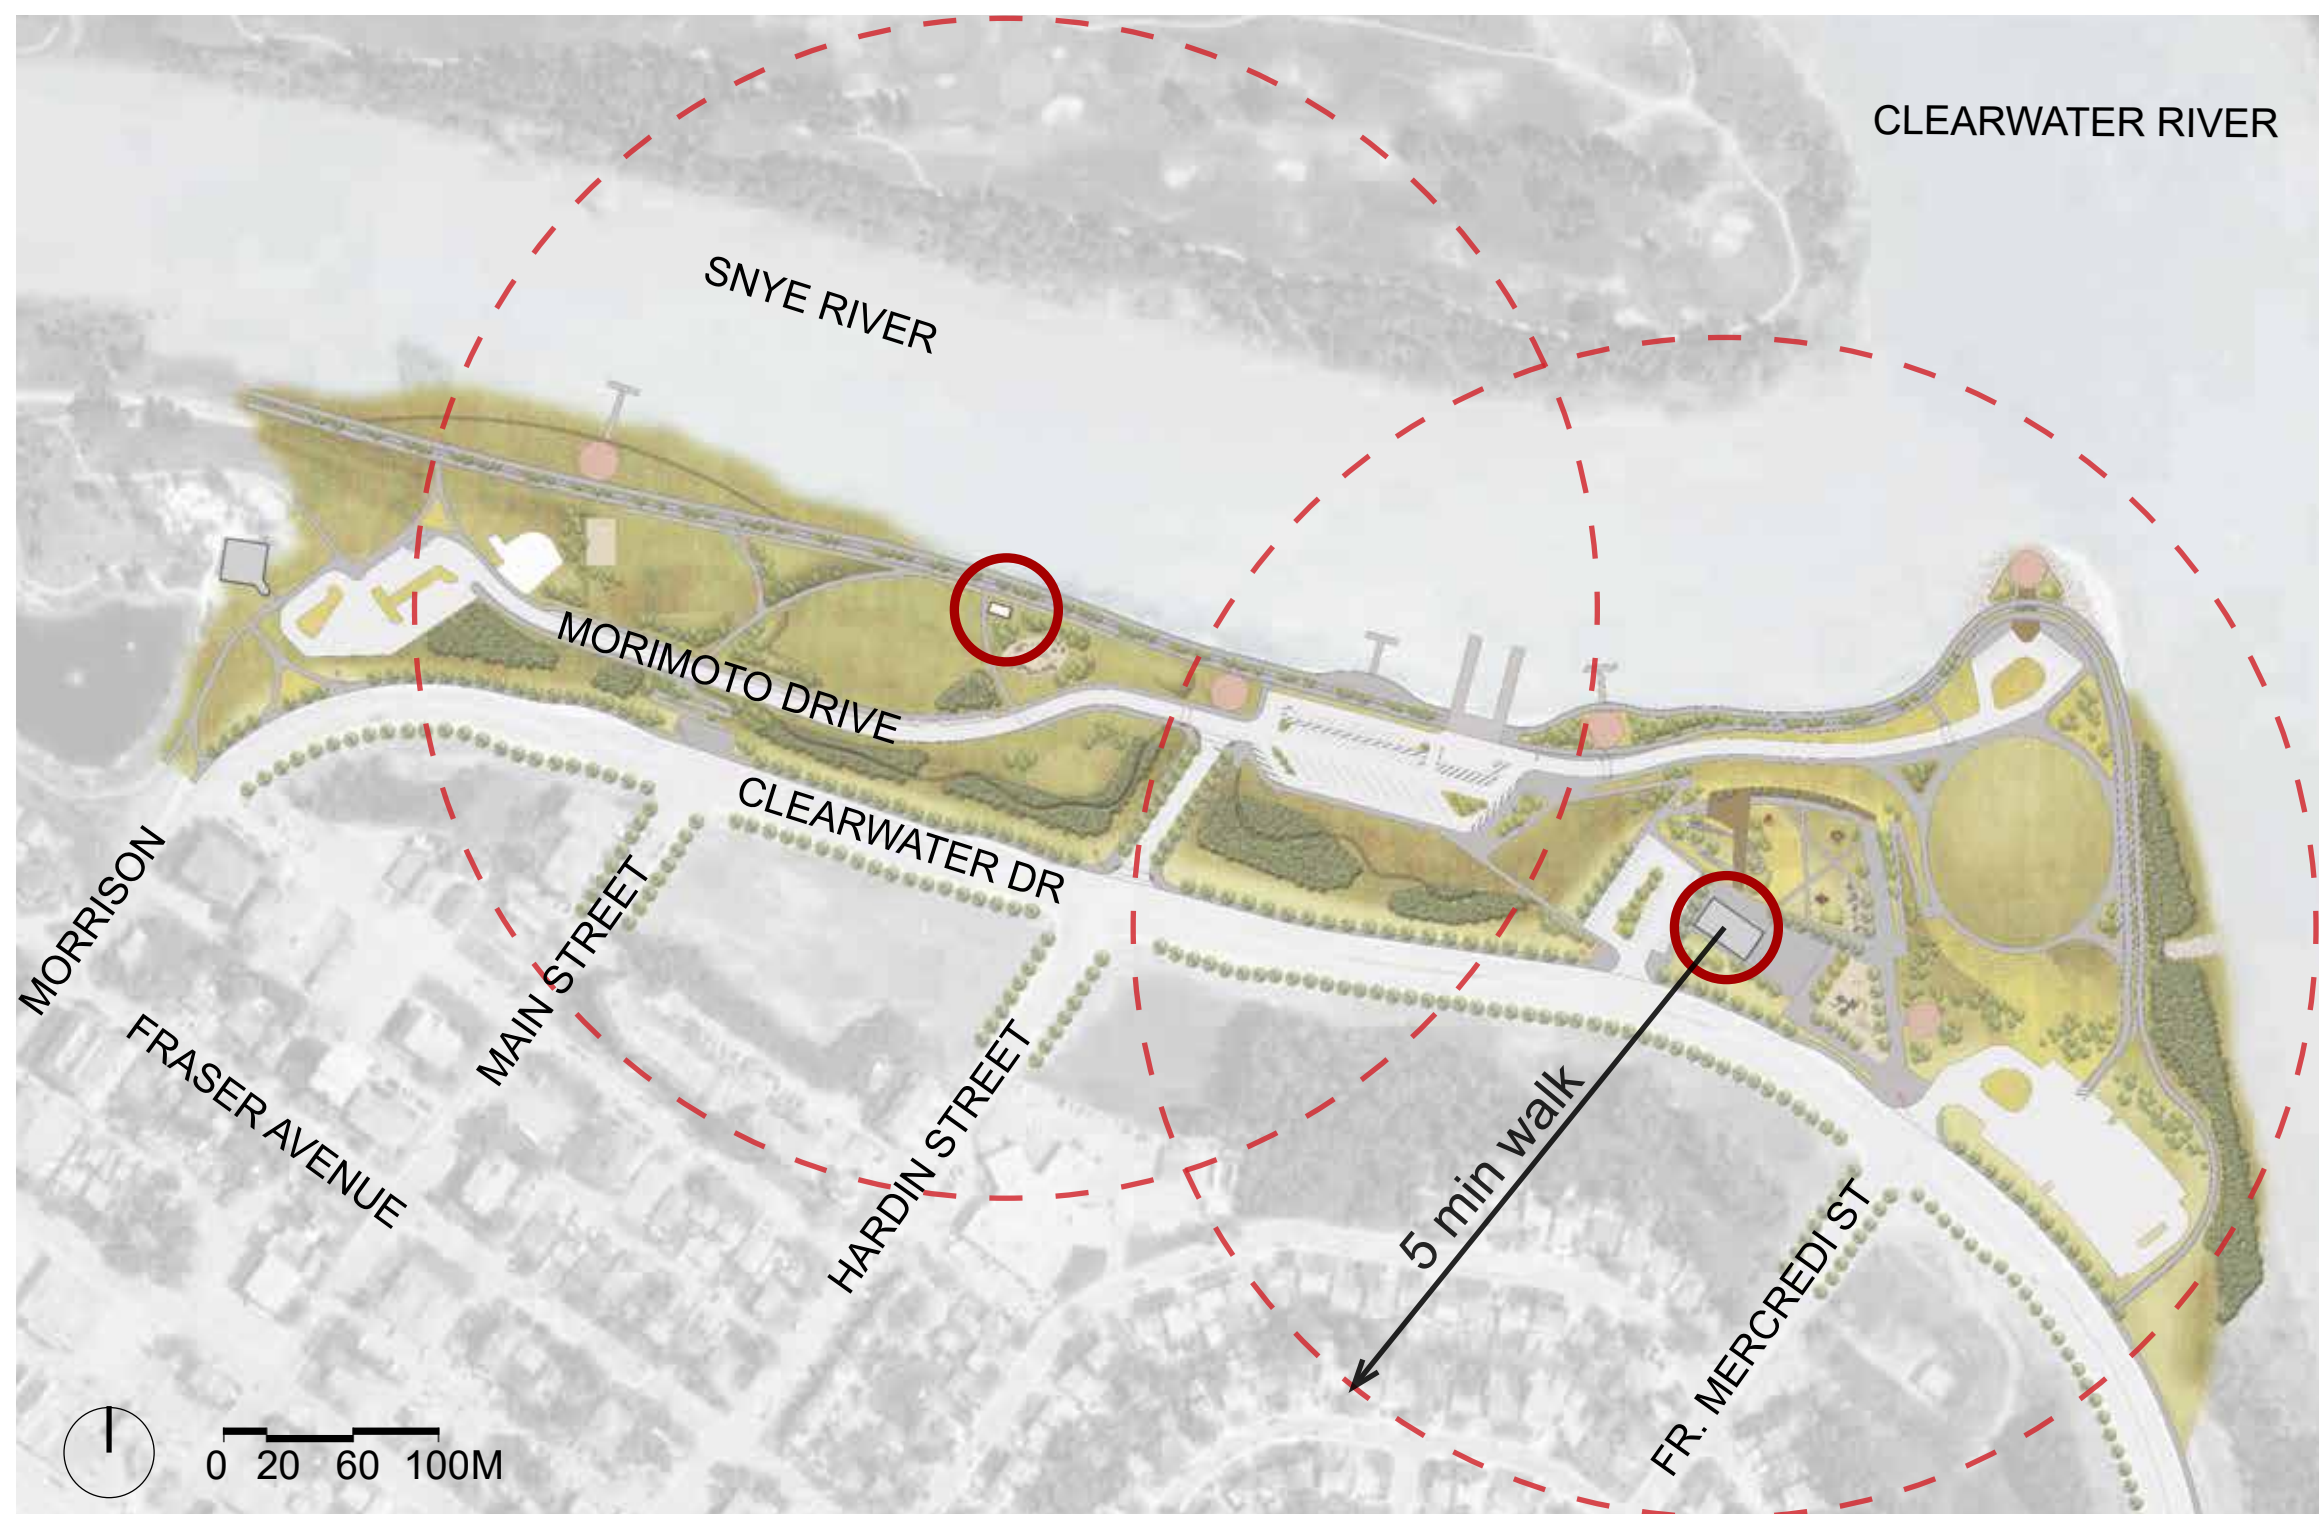 CLEARWATER RIVER
SNYE RIVER
MORIMOTO DRIVE
CLEARWATER DR
MORRISON
MAIN STREET
FRASER AVENUE
HARDIN STREET
5 min walk
FR. MERCREDI ST
0 20 60 100M